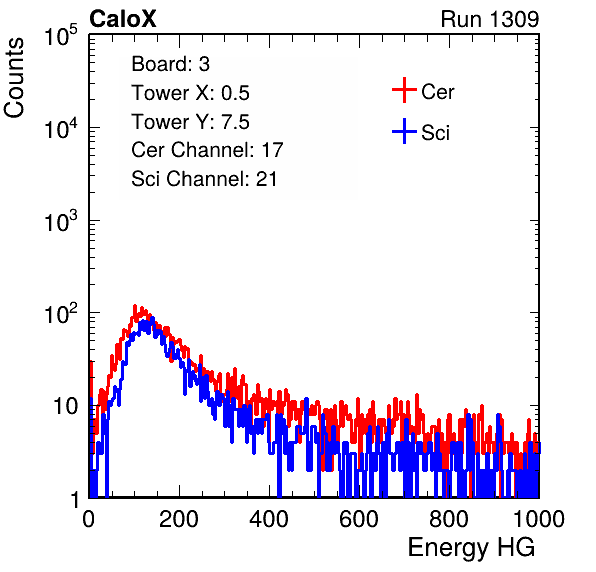 CaloX Run 1309
Counts
Board: 3
Tower X: 0.5
Tower Y: 7.5
Cer Channel: 17
Sci Channel: 21
Cer
Sci
10^5
10^4
10^3
10^2
10
1
0 200 400 600 800 1000
Energy HG